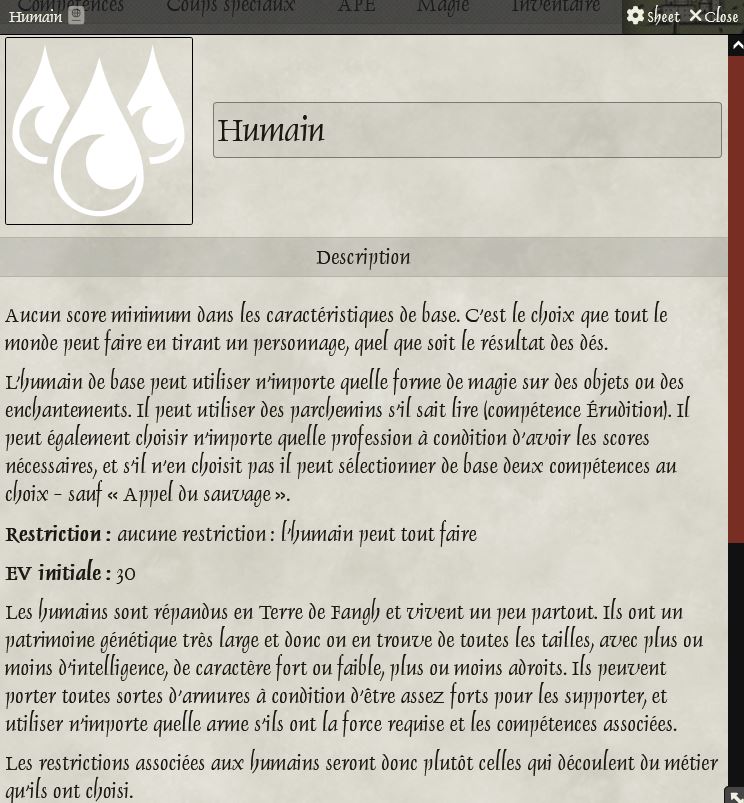 Compétences Coups spéciaux APE Magie Inventaire
Humain Sheet Close
Humain
Description
Aucun score minimum dans les caractéristiques de base. C'est le choix que tout le
monde peut faire en tirant un personnage, quel que soit le résultat des dés.
L'humain de base peut utiliser n'importe quelle forme de magie sur des objets ou des
enchantements. Il peut utiliser des parchemins s'il sait lire (compétence Érudition). Il
peut également choisir n'importe quelle profession à condition d'avoir les scores
nécessaires, et s'il n'en choisit pas il peut sélectionner de base deux compétences au
choix - sauf « Appel du sauvage ».
Restriction : aucune restriction : l'humain peut tout faire
EV initiale : 30
Les humains sont répandus en Terre de Fangh et vivent un peu partout. Ils ont un
patrimoine génétique très large et donc on en trouve de toutes les tailles, avec plus ou
moins d'intelligence, de caractère fort ou faible, plus ou moins adroits. Ils peuvent
porter toutes sortes d'armures à condition d'être assez forts pour les supporter, et
utiliser n'importe quelle arme s'ils ont la force requise et les compétences associées.
Les restrictions associées aux humains seront donc plutôt celles qui découlent du métier
qu'ils ont choisi.